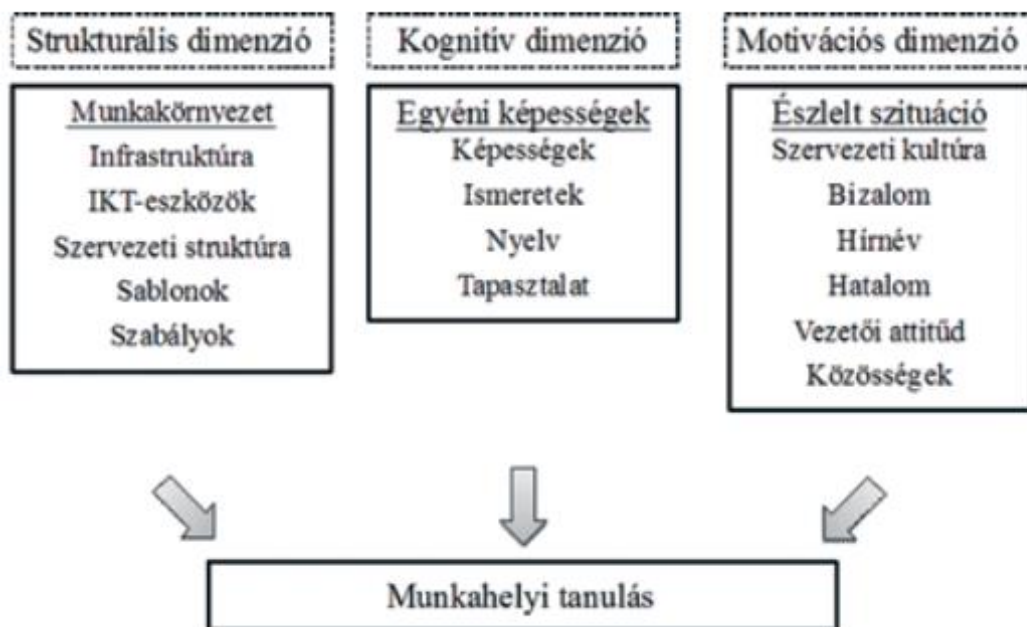 Strukturális dimenzió
Munkakörnvezet
Infrastruktúra
IKT-eszközök
Szervezeti struktúra
Sablonok
Szabályok
Kognitív dimenzió
Egyéni képességek
Képességek
Ismeretek
Nyelv
Tapasztalat
Motivációs dimenzió
Észlelt szituáció
Szervezeti kultúra
Bizalom
Hírnév
Hatalom
Vezetői attitűd
Közösségek
Munkahelyi tanulás